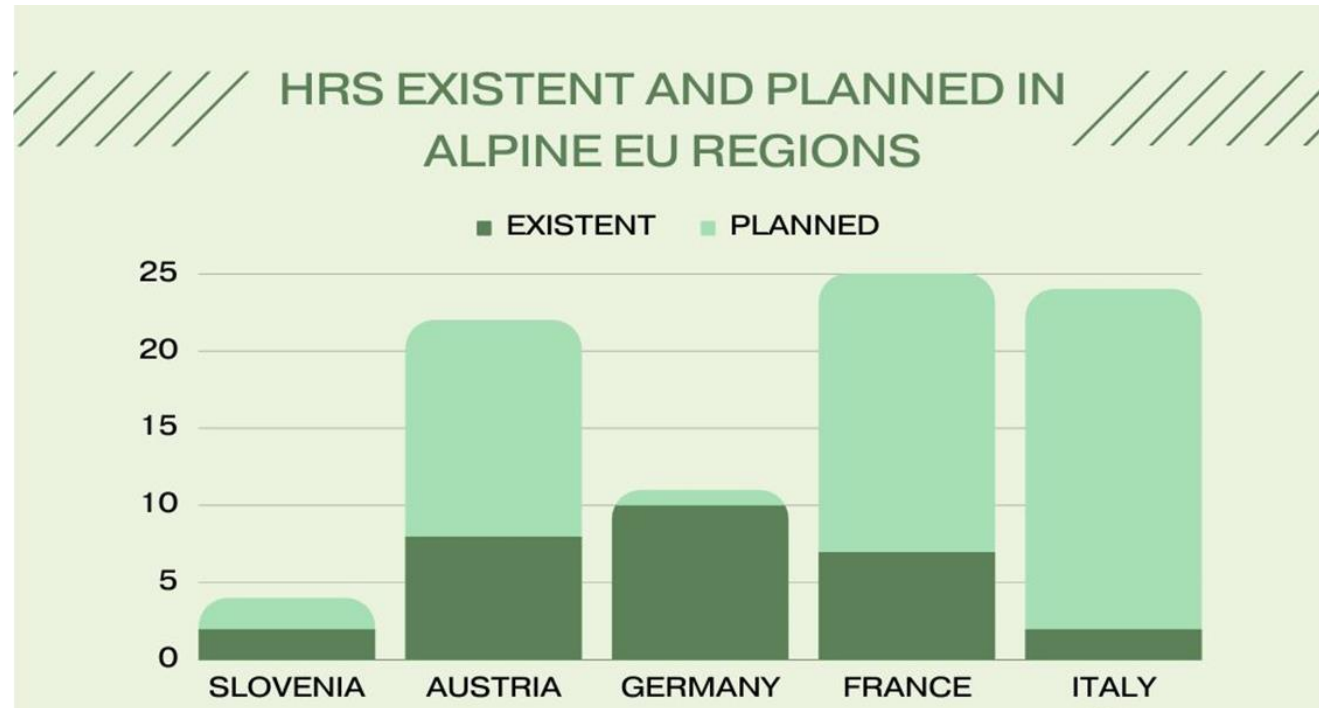 HRS EXISTENT AND PLANNED IN
ALPINE EU REGIONS
EXISTENT PLANNED
25
20
15
10
5
0
SLOVENIA AUSTRIA GERMANY FRANCE ITALY